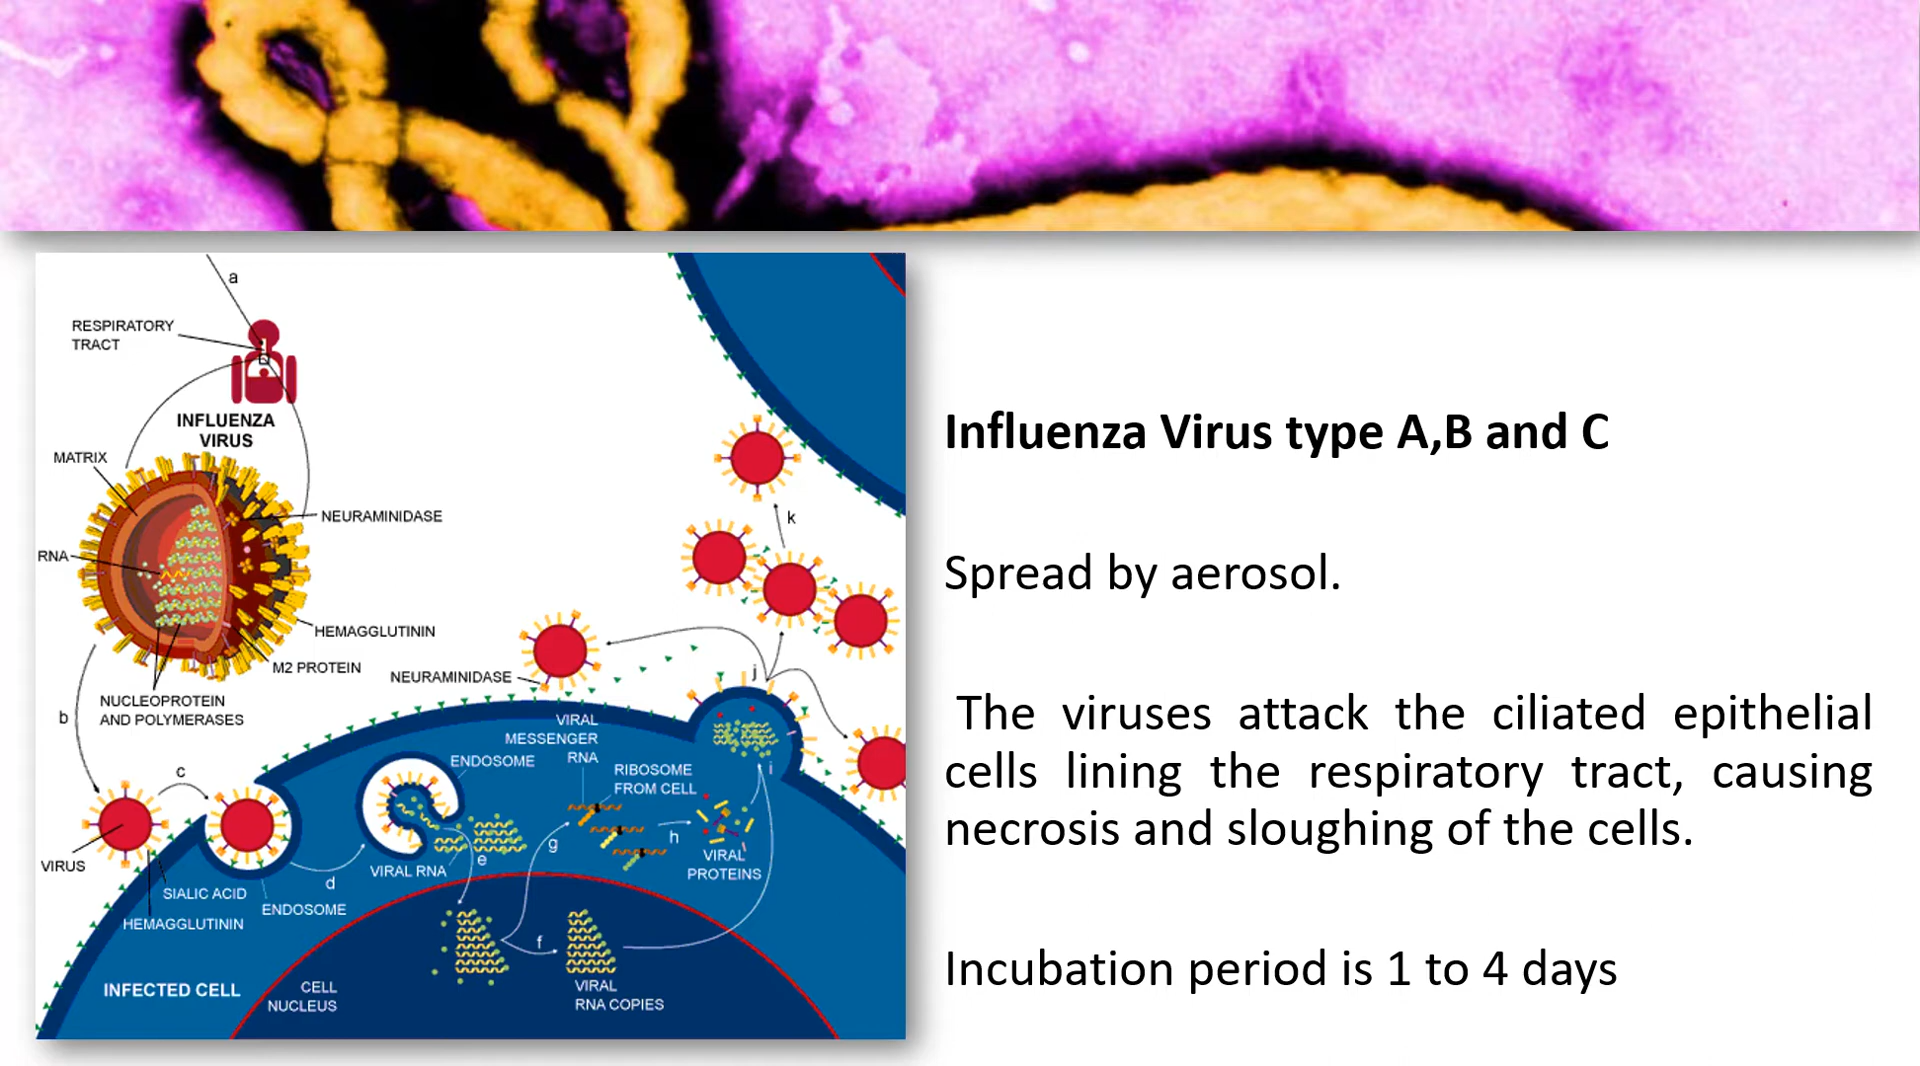 a
RESPIRATORY
TRACT
INFLUENZA
VIRUS
MATRIX
NEURAMINIDASE
RNA
HEMAGGLUTININ
M2 PROTEIN
NUCLEOPROTEIN
AND POLYMERASES
b
c
VIRUS
SIALIC ACID
HEMAGGLUTININ
ENDOSOME
d
NEURAMINIDASE
VIRAL
MESSENGER
RNA
ENDOSOME
RIBOSOME
FROM CELL
VIRAL RNA
e
g
h
VIRAL
PROTEINS
i
j
k
f
INFECTED CELL
CELL
NUCLEUS
VIRAL
RNA COPIES
Influenza Virus type A,B and C
Spread by aerosol.
The viruses attack the ciliated epithelial
cells lining the respiratory tract, causing
necrosis and sloughing of the cells.
Incubation period is 1 to 4 days